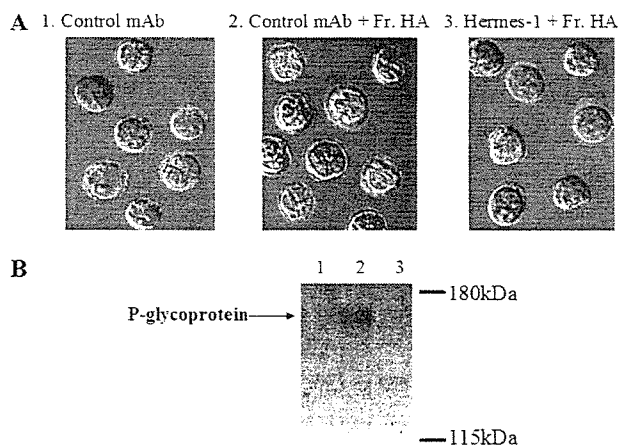 A 1. Control mAb 2. Control mAb + Fr. HA 3. Hermes-1 + Fr. HA
B
1 2 3
180kDa
P-glycoprotein
115kDa